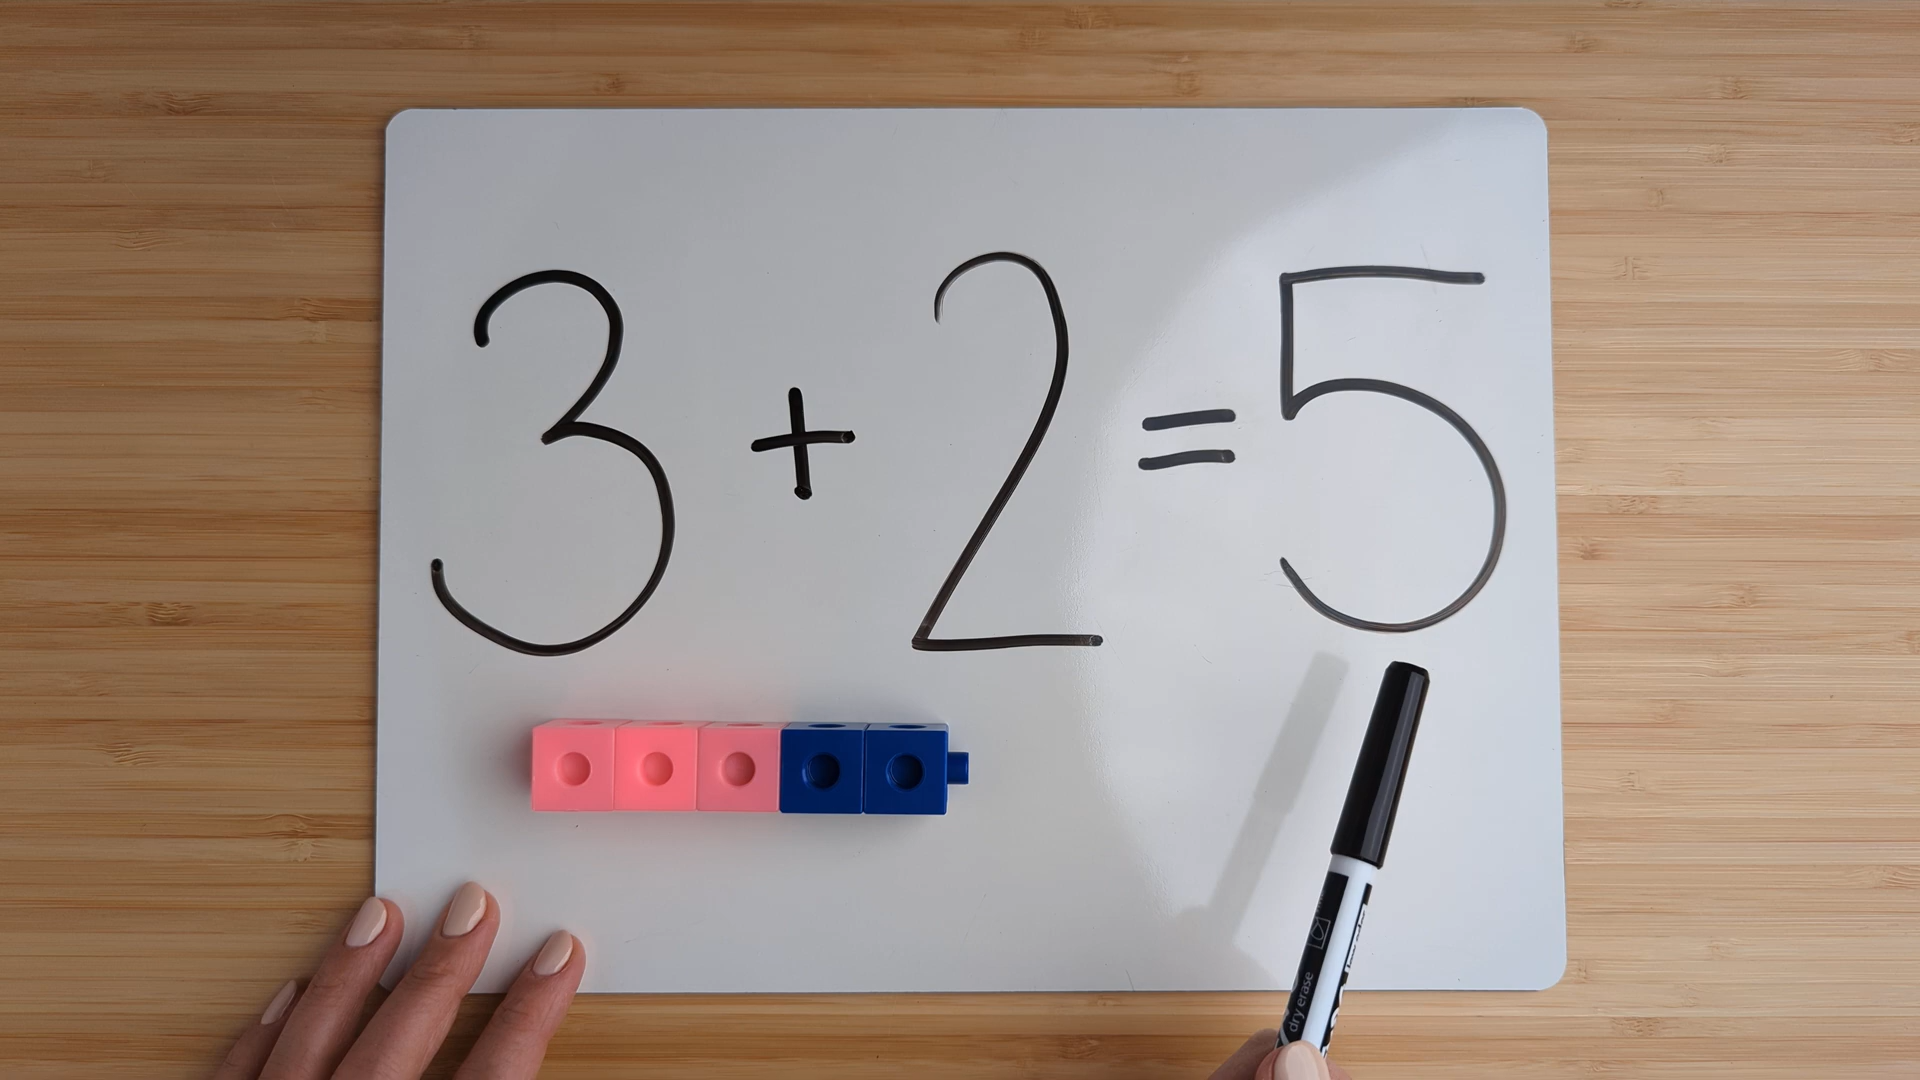 3 + 2 = 5
dry erase